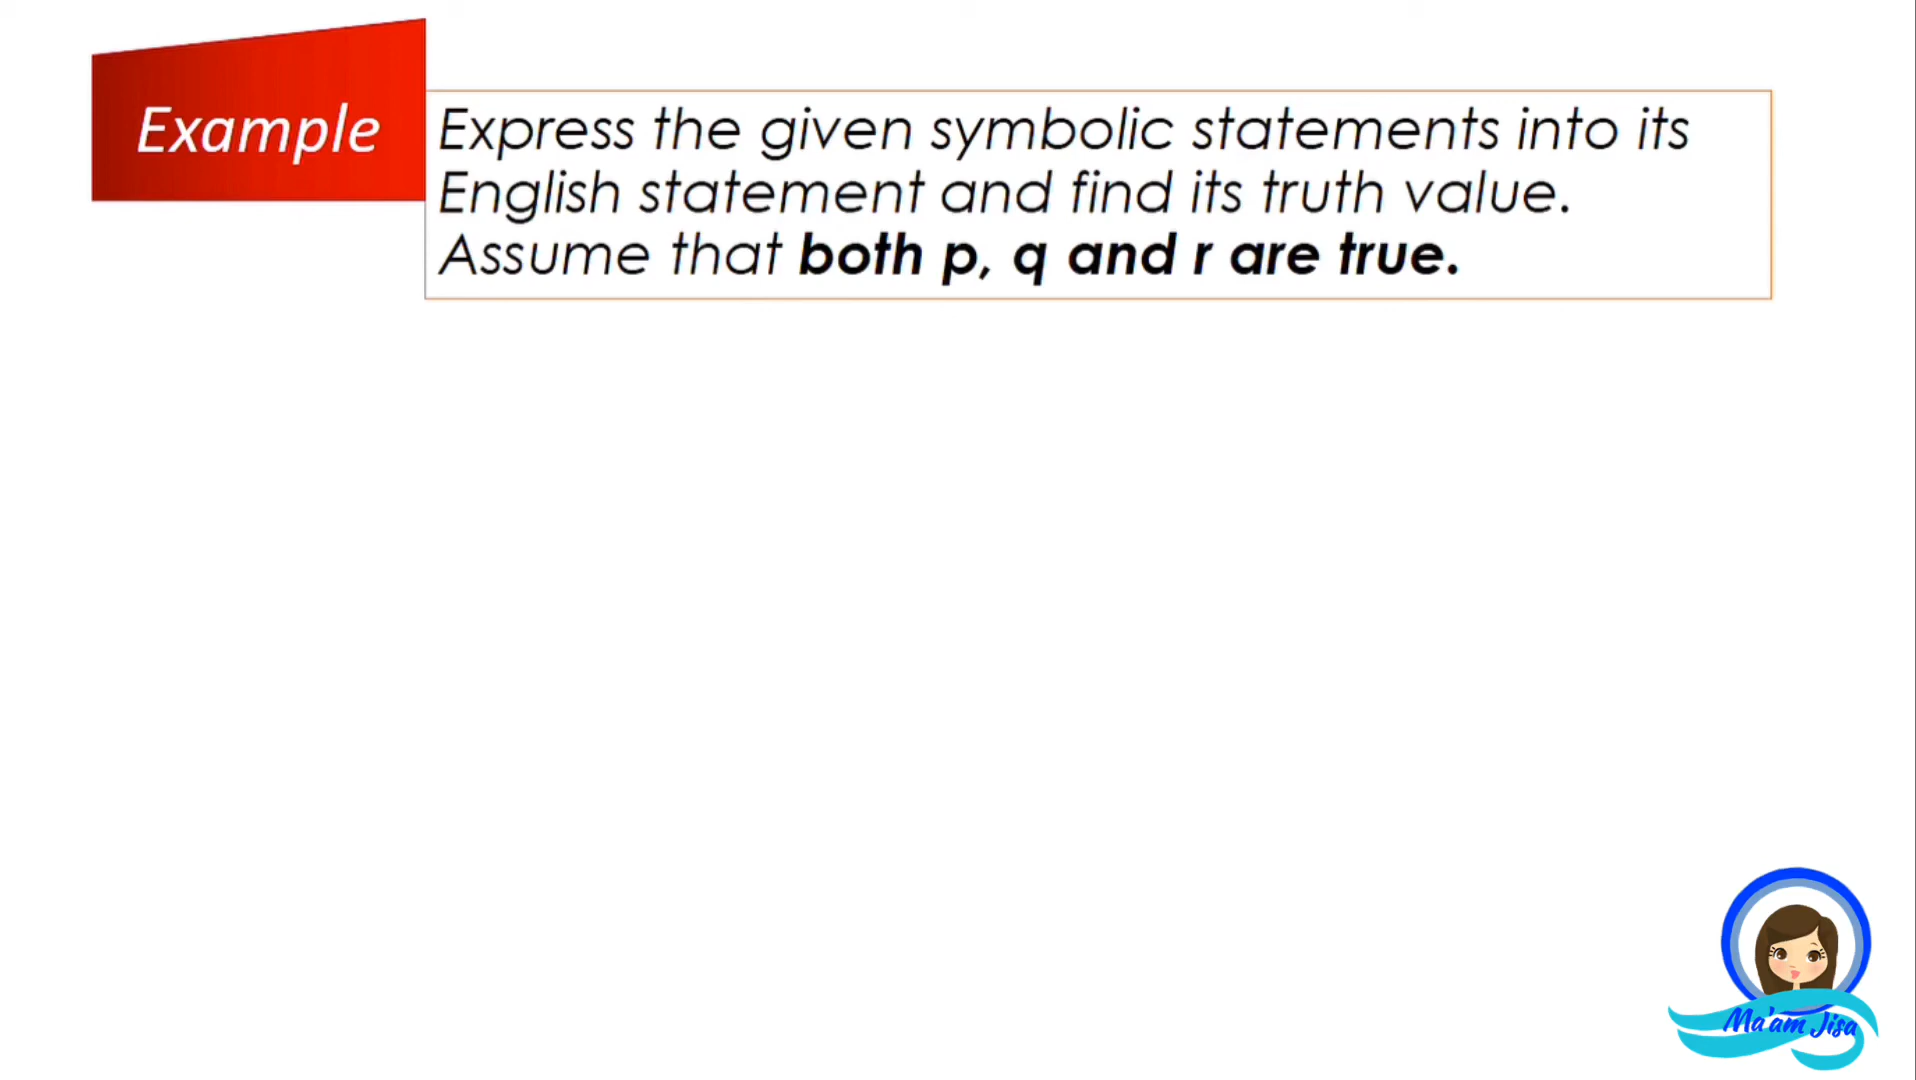 Example
Express the given symbolic statements into its
English statement and find its truth value.
Assume that both p, q and r are true.
Ma'am Jisa